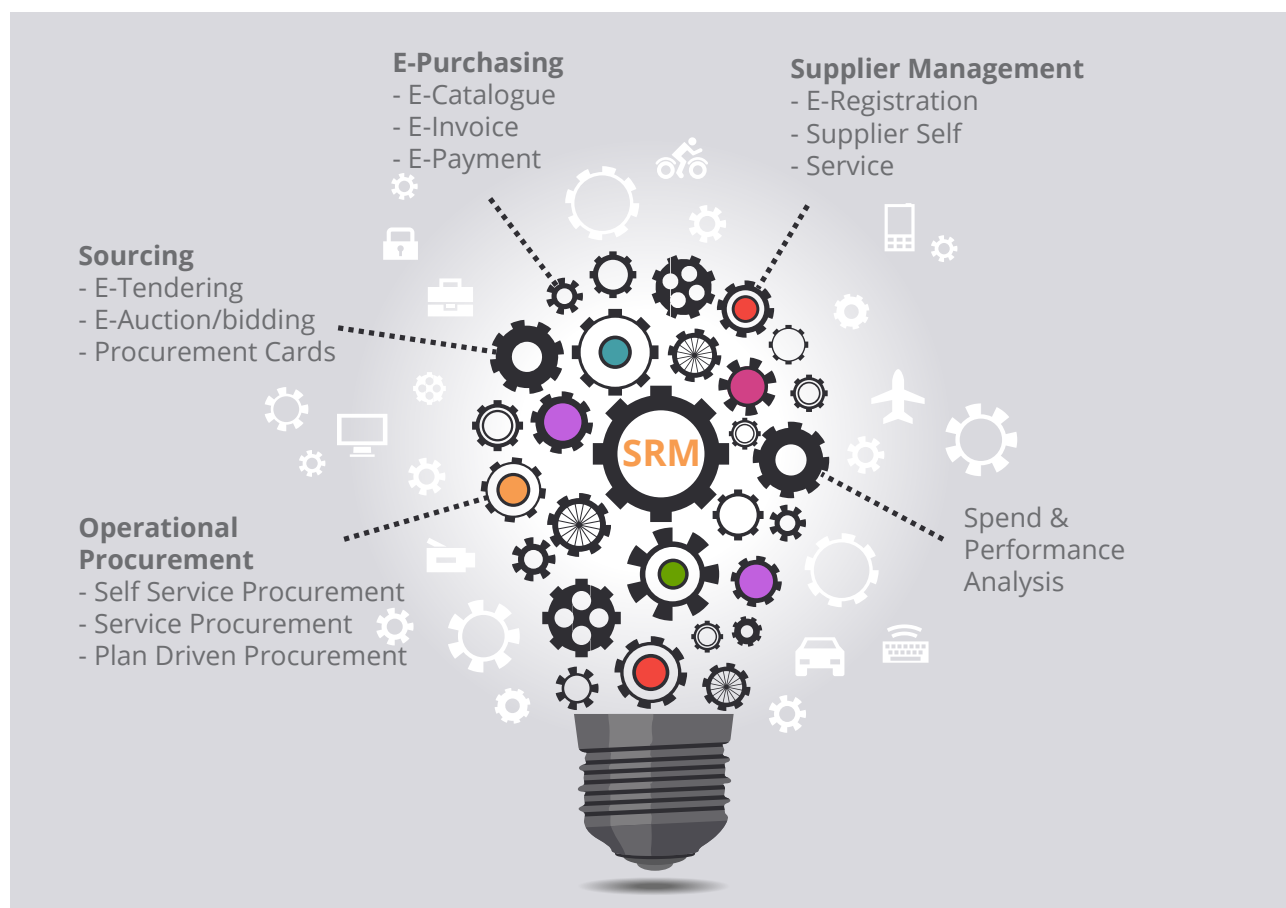 E-Purchasing
- E-Catalogue
- E-Invoice
- E-Payment
Supplier Management
- E-Registration
- Supplier Self
- Service
Sourcing
- E-Tendering
- E-Auction/bidding
- Procurement Cards
SRM
Operational
Procurement
- Self Service Procurement
- Service Procurement
- Plan Driven Procurement
Spend &
Performance
Analysis